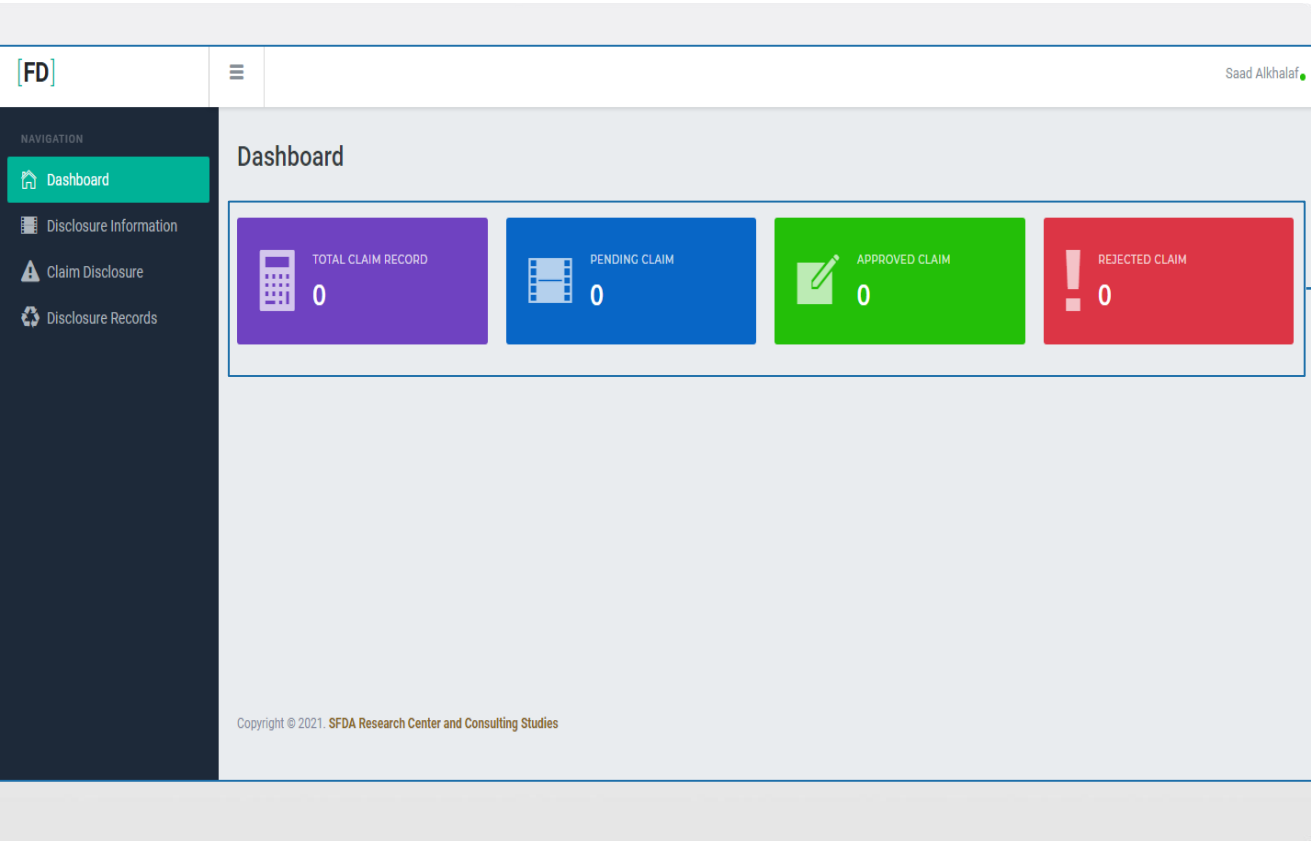 [FD]
Saad Alkhalaf
NAVIGATION
Dashboard
Disclosure Information
Claim Disclosure
Disclosure Records
Dashboard
TOTAL CLAIM RECORD
0
PENDING CLAIM
0
APPROVED CLAIM
0
REJECTED CLAIM
0
Copyright © 2021. SFDA Research Center and Consulting Studies